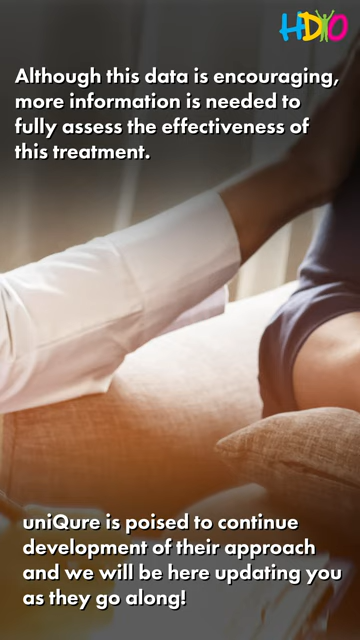 HDYO
Although this data is encouraging,
more information is needed to
fully assess the effectiveness of
this treatment.
uniQure is poised to continue
development of their approach
and we will be here updating you
as they go along!